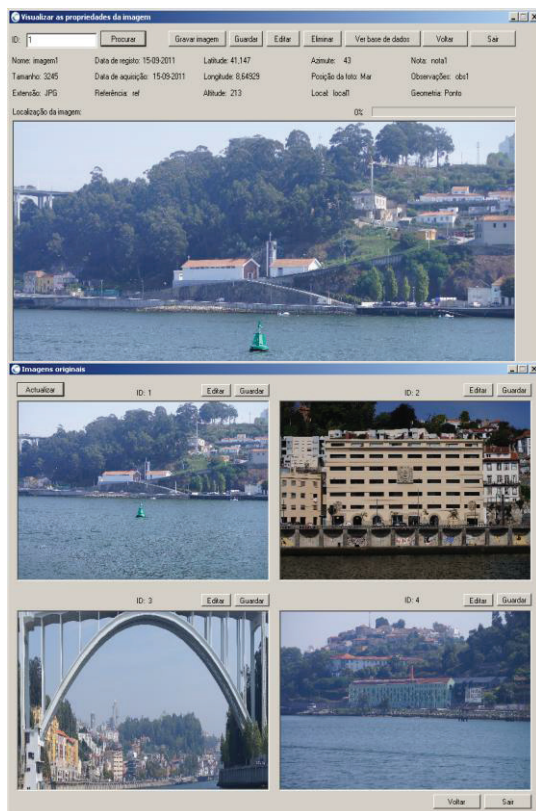 Visualizar as propriedades da imagem
ID: 1 Procurar Gravar imagem Guardar Editar Eliminar Ver base de dados Voltar Sair
Nome: imagem1 Data de registo: 15-09-2011 Latitude: 41,147 Azimute: 43 Nota: nota1
Tamanho: 3245 Data de aquisição: 15-09-2011 Longitude: 8,64929 Posição da foto: Mar Observações: obs1
Extensão: JPG Referência: ref Altitude: 213 Local: local1 Geometria: Ponto
Localização da imagem: 0%
Imagens originais
Actualizar ID: 1 Editar Guardar ID: 2 Editar Guardar
ID: 3 Editar Guardar ID: 4 Editar Guardar
Voltar Sair